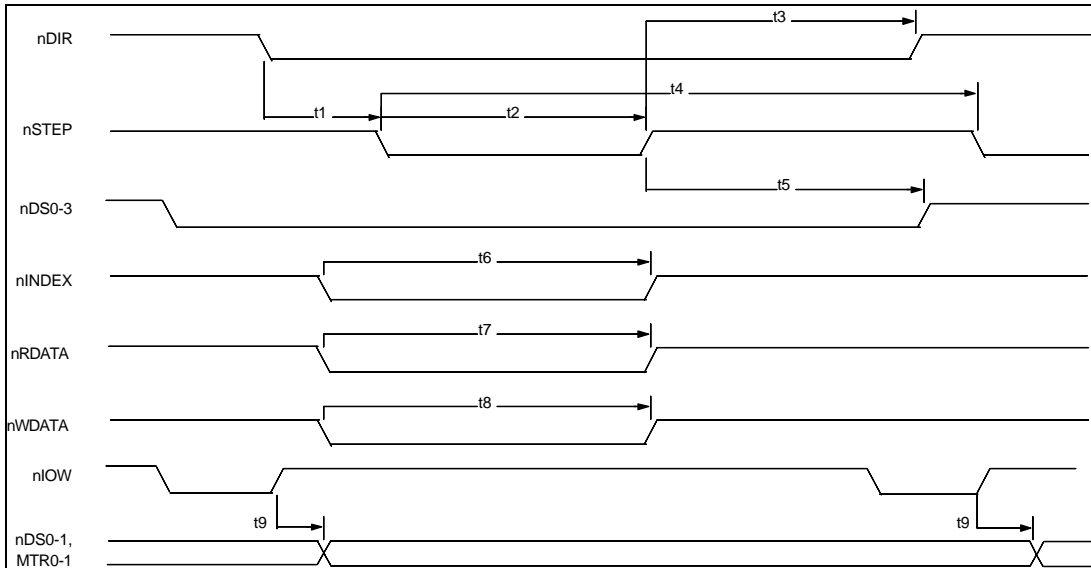 nDIR
t3
t4
t1
t2
nSTEP
t5
nDS0-3
t6
nINDEX
t7
nRDATA
t8
nWDATA
nIOW
t9
t9
nDS0-1,
MTR0-1